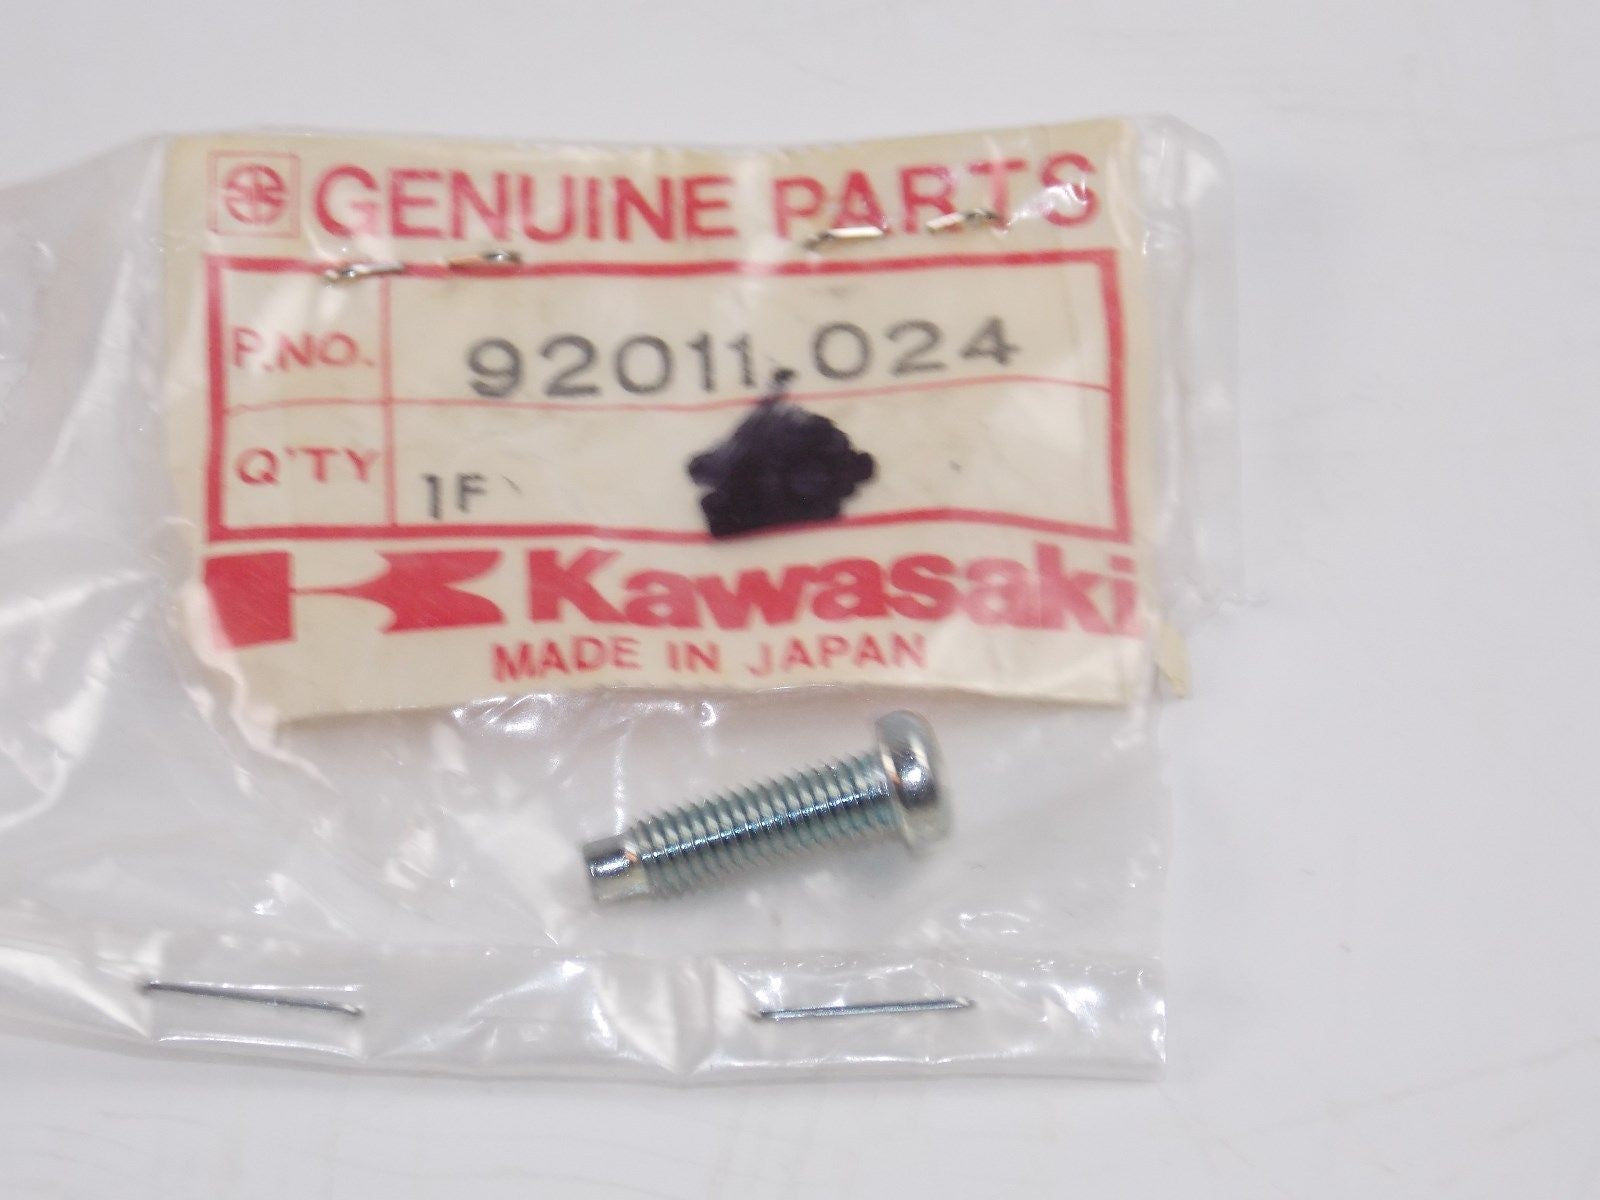 GENUINE PARTS
P.NO. 92011.024
Q'TY 1F
Kawasaki
MADE IN JAPAN